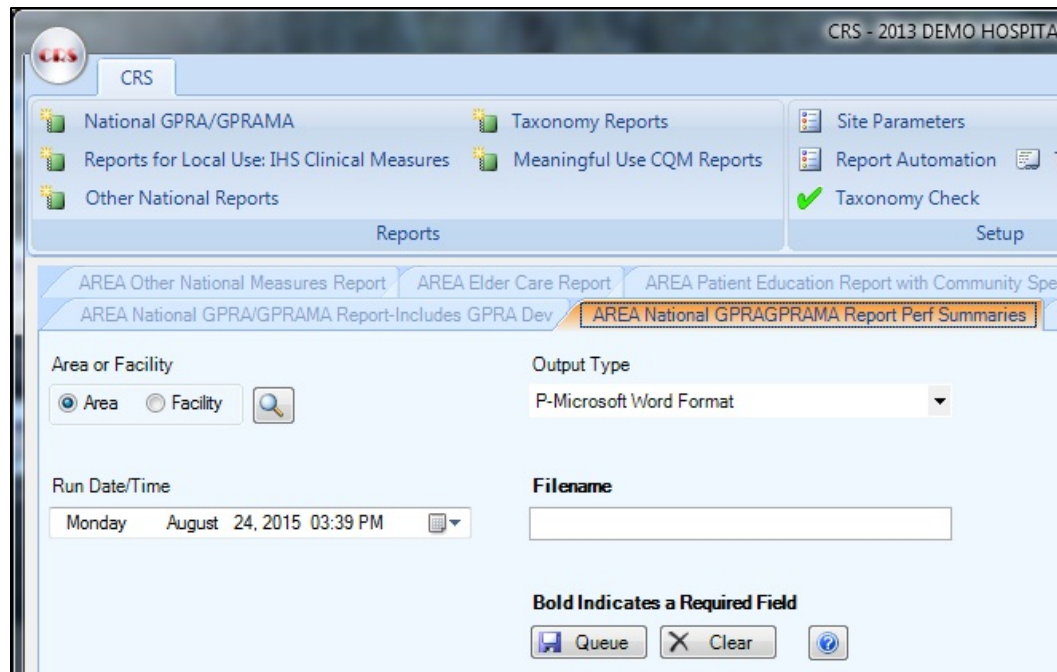 CRS - 2013 DEMO HOSPITA
CRS
CRS
National GPRA/GPRAMA
Taxonomy Reports
Site Parameters
Reports for Local Use: IHS Clinical Measures
Meaningful Use CQM Reports
Report Automation
Other National Reports
Taxonomy Check
Reports
Setup
AREA Other National Measures Report
AREA Elder Care Report
AREA Patient Education Report with Community Spe
AREA National GPRA/GPRAMA Report-Includes GPRA Dev
AREA National GPRAGPRAMA Report Perf Summaries
Area or Facility
Output Type
Area
Facility
P-Microsoft Word Format
Run Date/Time
Filename
Monday August 24, 2015 03:39 PM
Bold Indicates a Required Field
Queue
Clear